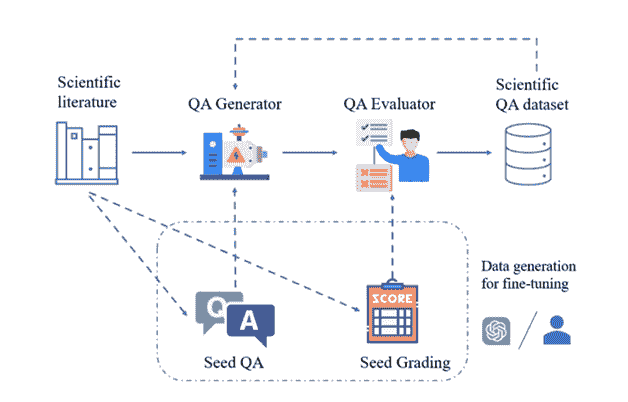 Scientific
literature
QA Generator
QA Evaluator
Scientific
QA dataset
Q
A
Seed QA
SCORE
Seed Grading
Data generation
for fine-tuning